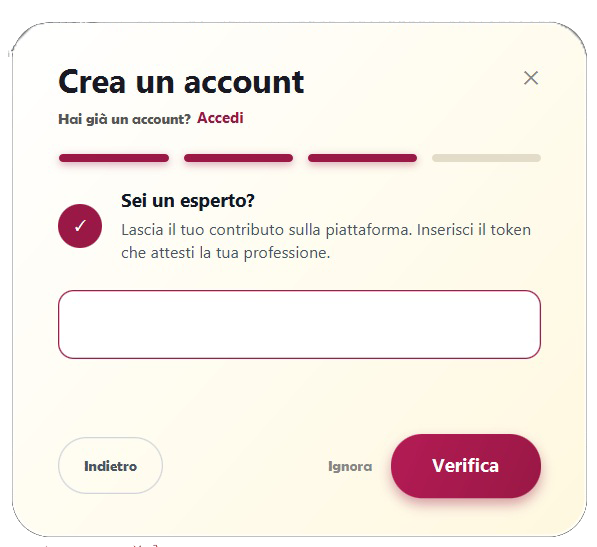 Crea un account
Hai già un account? Accedi
Sei un esperto?
Lascia il tuo contributo sulla piattaforma. Inserisci il token
che attesti la tua professione.
Indietro
Ignora
Verifica